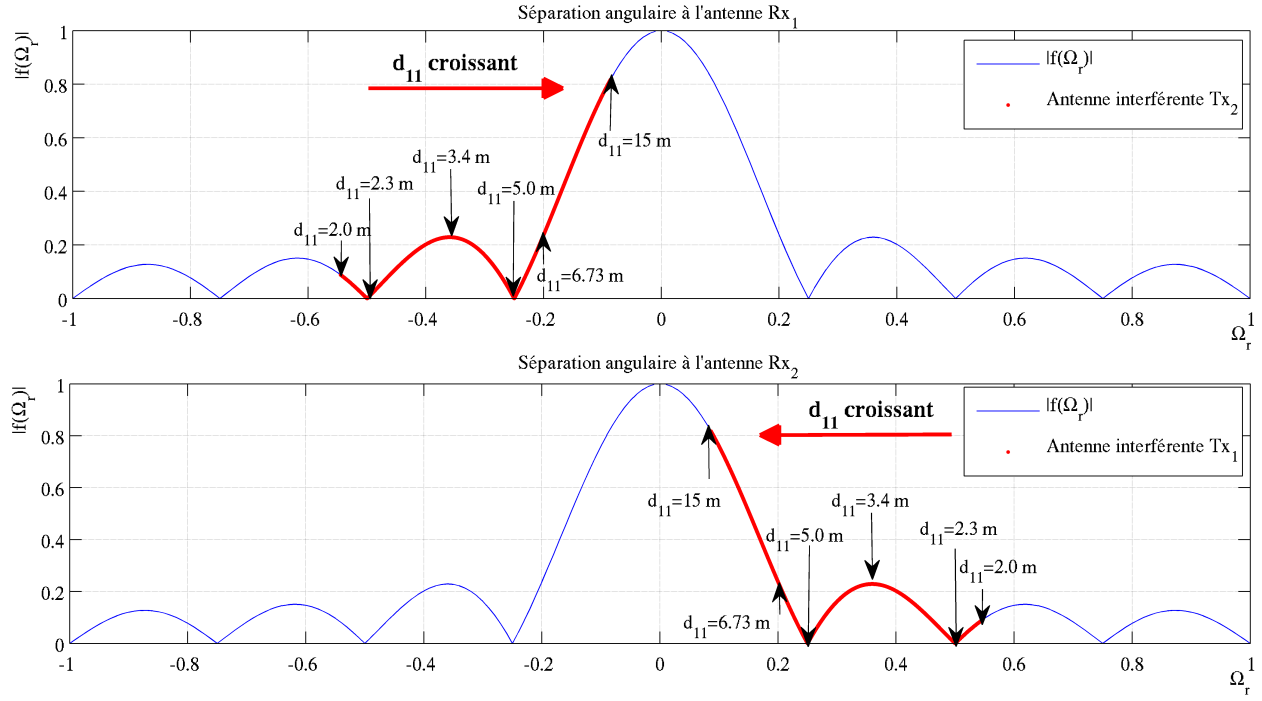 Séparation angulaire à l'antenne Rx1
|f(Ωr)|
1
0.8
0.6
0.4
0.2
0
d11 croissant
|f(Ωr)|
Antenne interférente Tx2
d11=15 m
d11=3.4 m
d11=2.3 m
d11=5.0 m
d11=2.0 m
d11=6.73 m
-1 -0.8 -0.6 -0.4 -0.2 0 0.2 0.4 0.6 0.8 1
Ωr
Séparation angulaire à l'antenne Rx2
|f(Ωr)|
1
0.8
0.6
0.4
0.2
0
d11 croissant
|f(Ωr)|
Antenne interférente Tx1
d11=15 m
d11=3.4 m
d11=5.0 m
d11=2.3 m
d11=2.0 m
d11=6.73 m
-1 -0.8 -0.6 -0.4 -0.2 0 0.2 0.4 0.6 0.8 1
Ωr